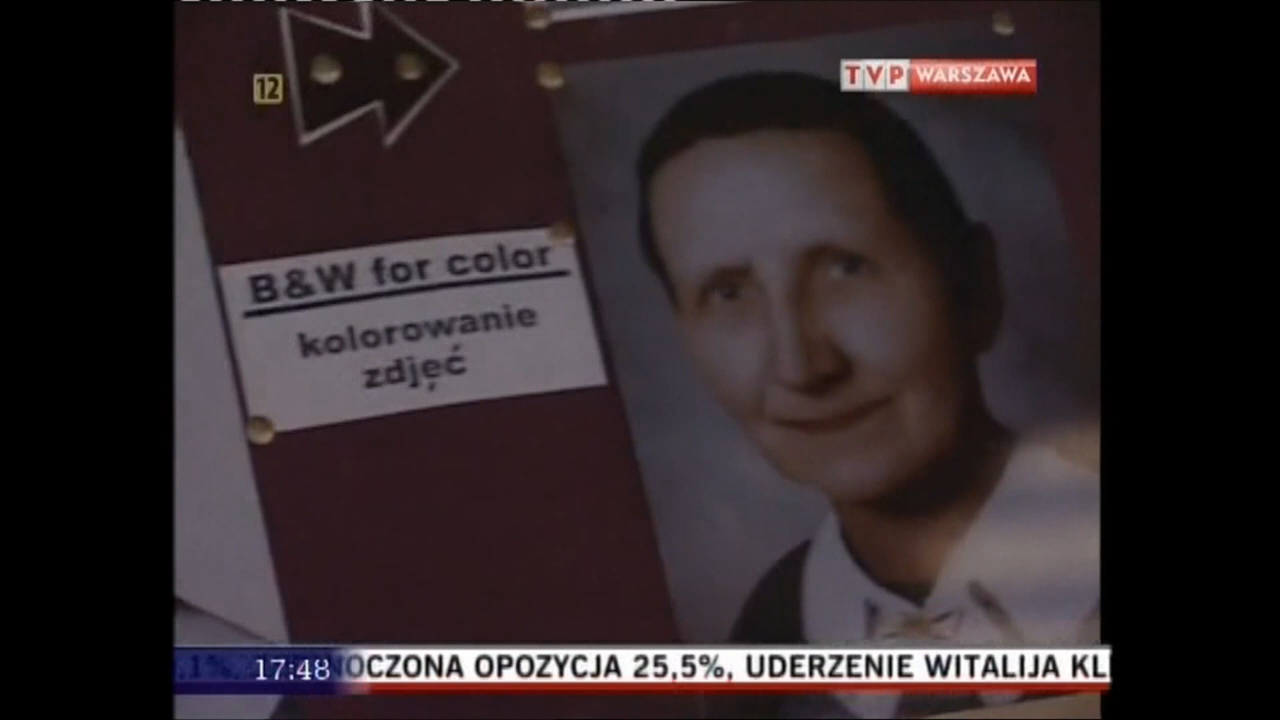 12
TVP WARSZAWA
B&W for color
kolorowanie
zdjęć
17:48 OCZONA OPOZYCJA 25,5%, UDERZENIE WITALIJA KL